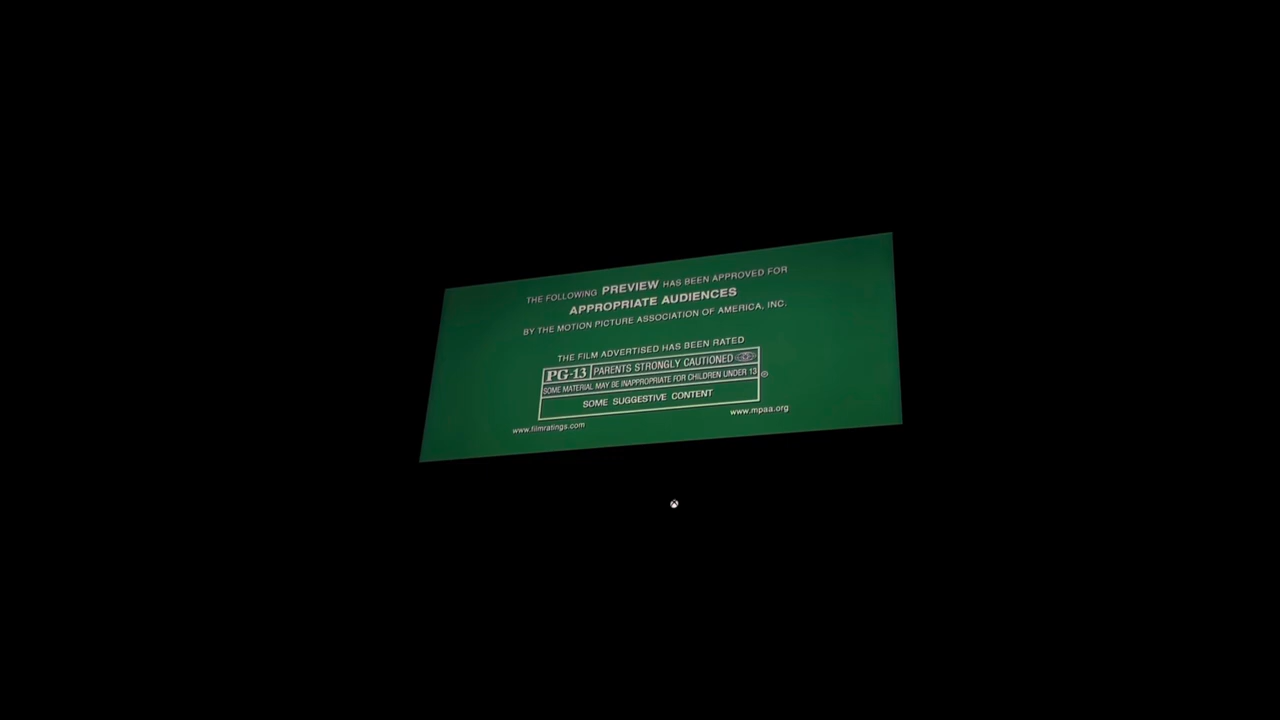 THE FOLLOWING PREVIEW HAS BEEN APPROVED FOR
APPROPRIATE AUDIENCES
BY THE MOTION PICTURE ASSOCIATION OF AMERICA, INC.
THE FILM ADVERTISED HAS BEEN RATED
PG-13 PARENTS STRONGLY CAUTIONED
SOME MATERIAL MAY BE INAPPROPRIATE FOR CHILDREN UNDER 13
SOME SUGGESTIVE CONTENT
www.filmratings.com www.mpaa.org